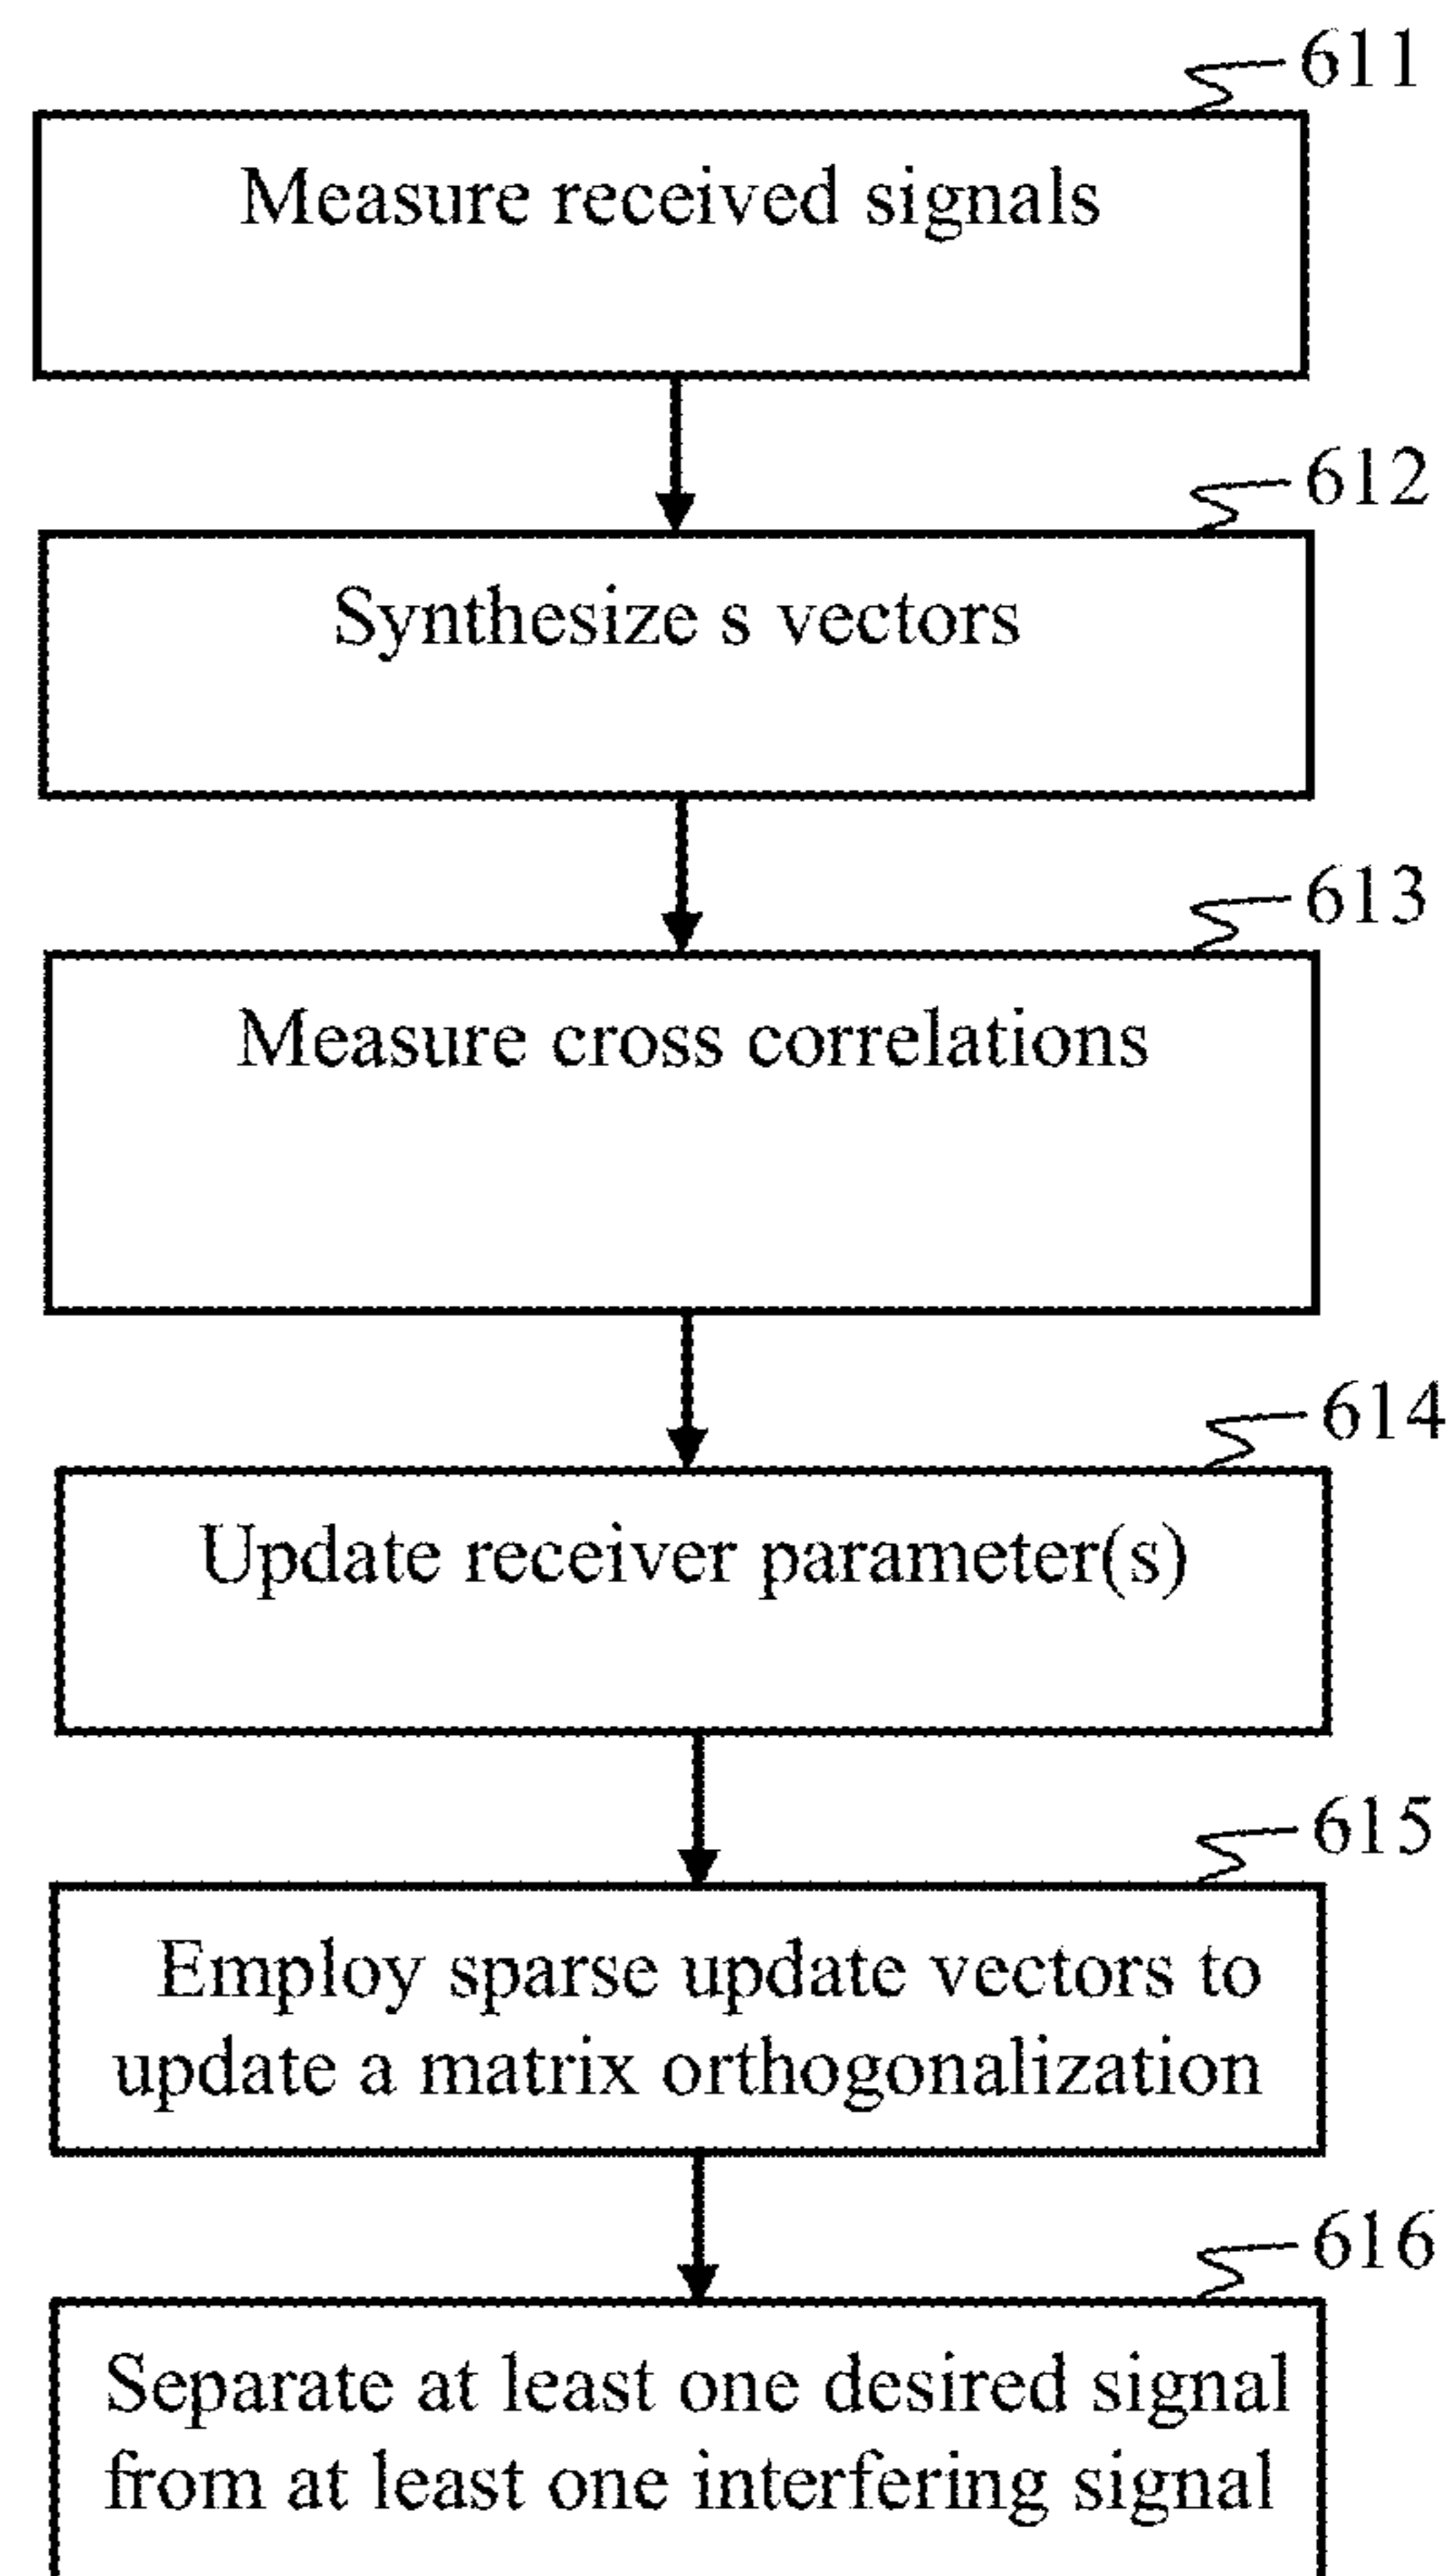 611
Measure received signals
612
Synthesize s vectors
613
Measure cross correlations
614
Update receiver parameter(s)
615
Employ sparse update vectors to
update a matrix orthogonalization
616
Separate at least one desired signal
from at least one interfering signal